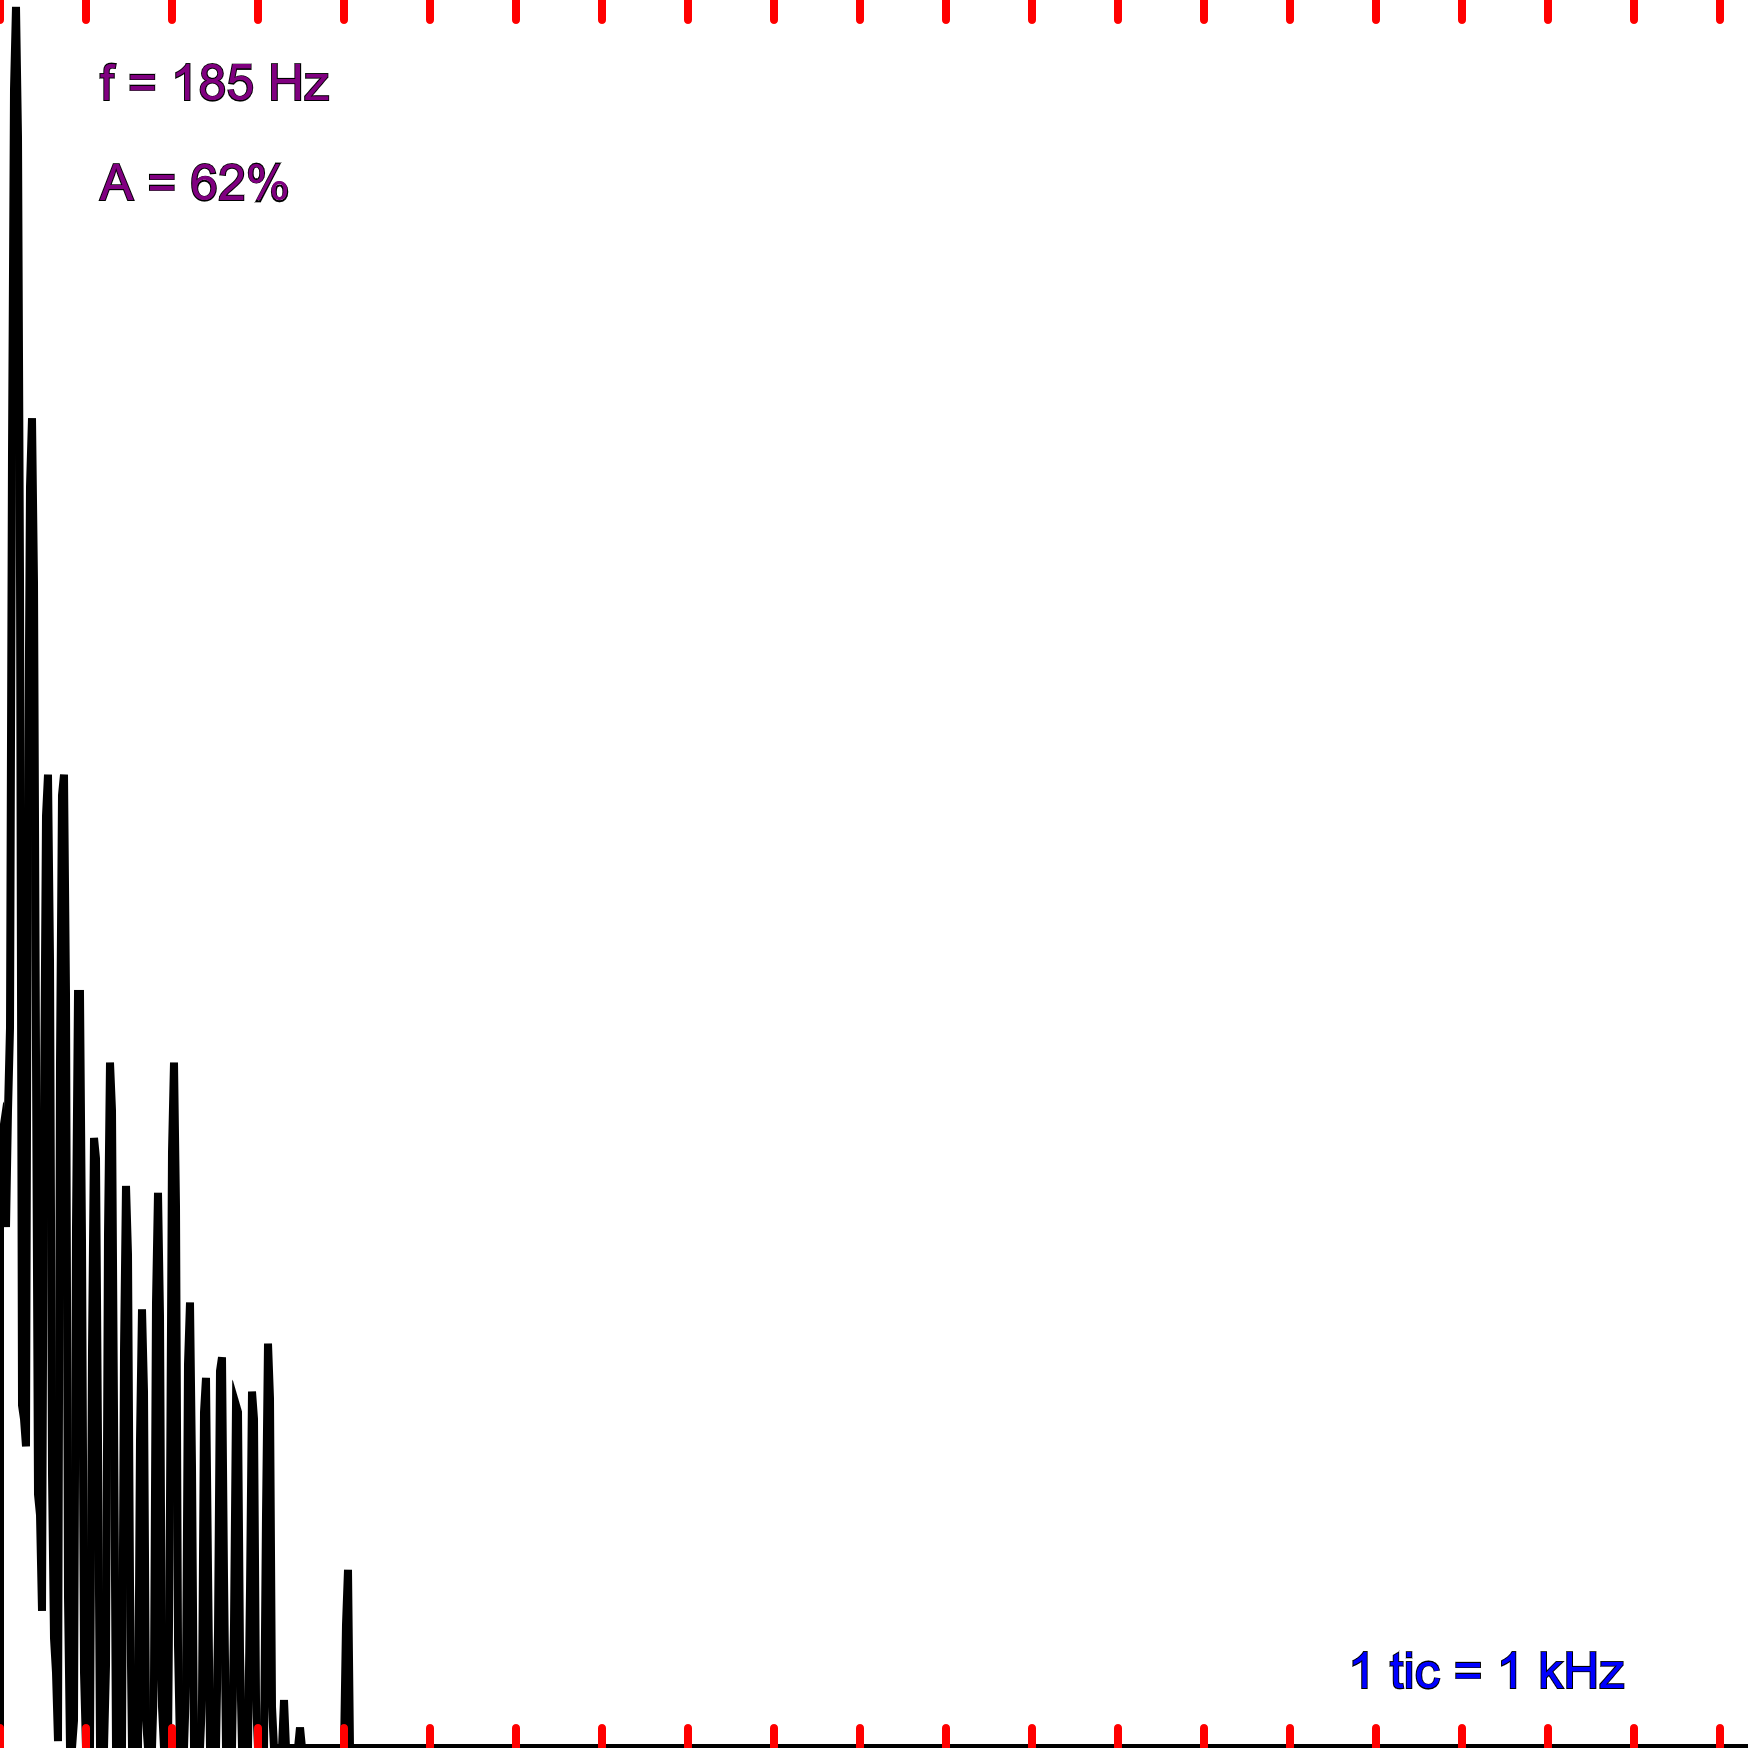 f = 185 Hz
A = 62%
1 tic = 1 kHz